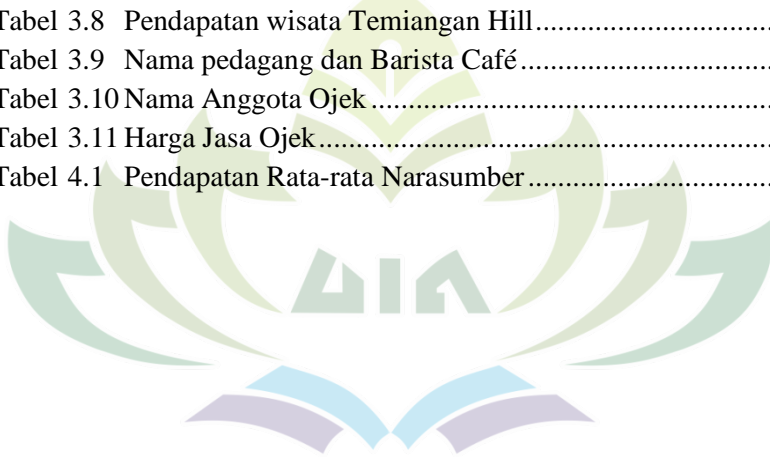 Tabel 3.8 Pendapatan wisata Temiangan Hill................................
Tabel 3.9 Nama pedagang dan Barista Café..................................
Tabel 3.10 Nama Anggota Ojek.....................................................
Tabel 3.11 Harga Jasa Ojek............................................................
Tabel 4.1 Pendapatan Rata-rata Narasumber.................................
UIN